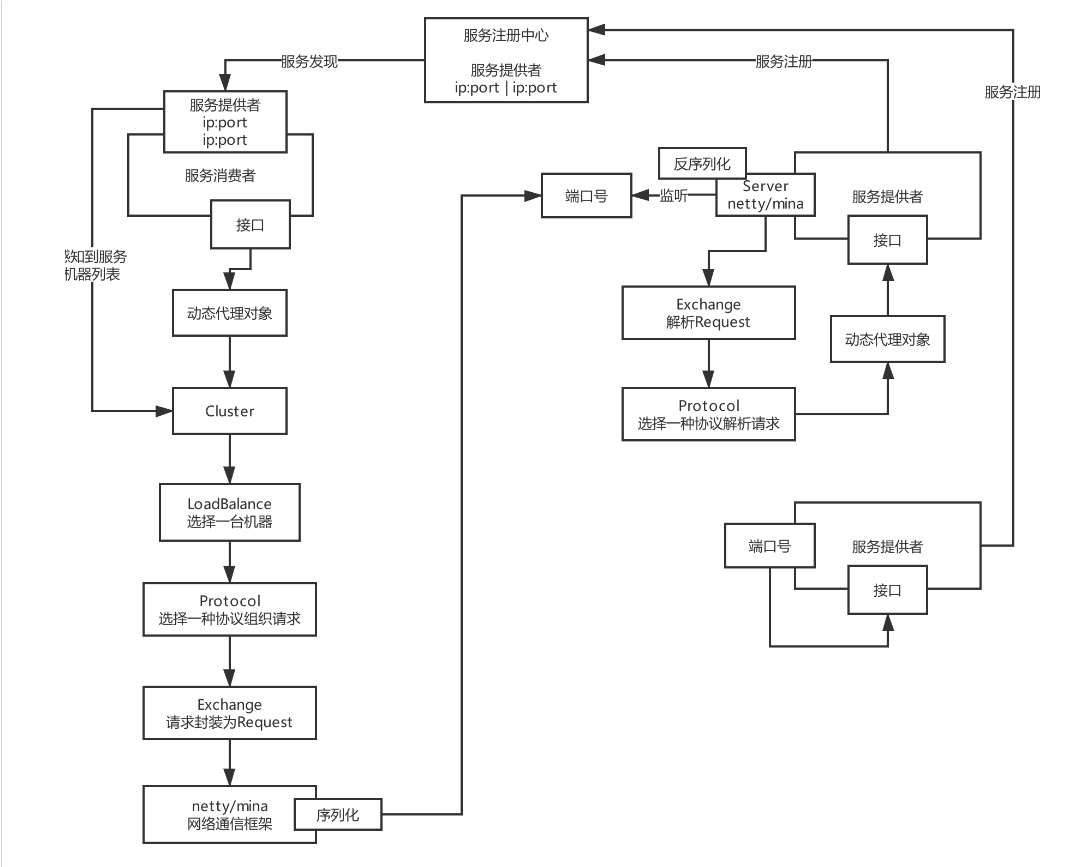 服务注册中心
服务提供者
ip:port | ip:port
服务发现
服务注册
服务注册
服务提供者
ip:port
ip:port
服务消费者
接口
感知到服务
机器列表
动态代理对象
Cluster
LoadBalance
选择一台机器
Protocol
选择一种协议组织请求
Exchange
请求封装为Request
netty/mina
网络通信框架
序列化
端口号
监听
反序列化
Server
netty/mina
服务提供者
接口
Exchange
解析Request
动态代理对象
Protocol
选择一种协议解析请求
端口号
服务提供者
接口